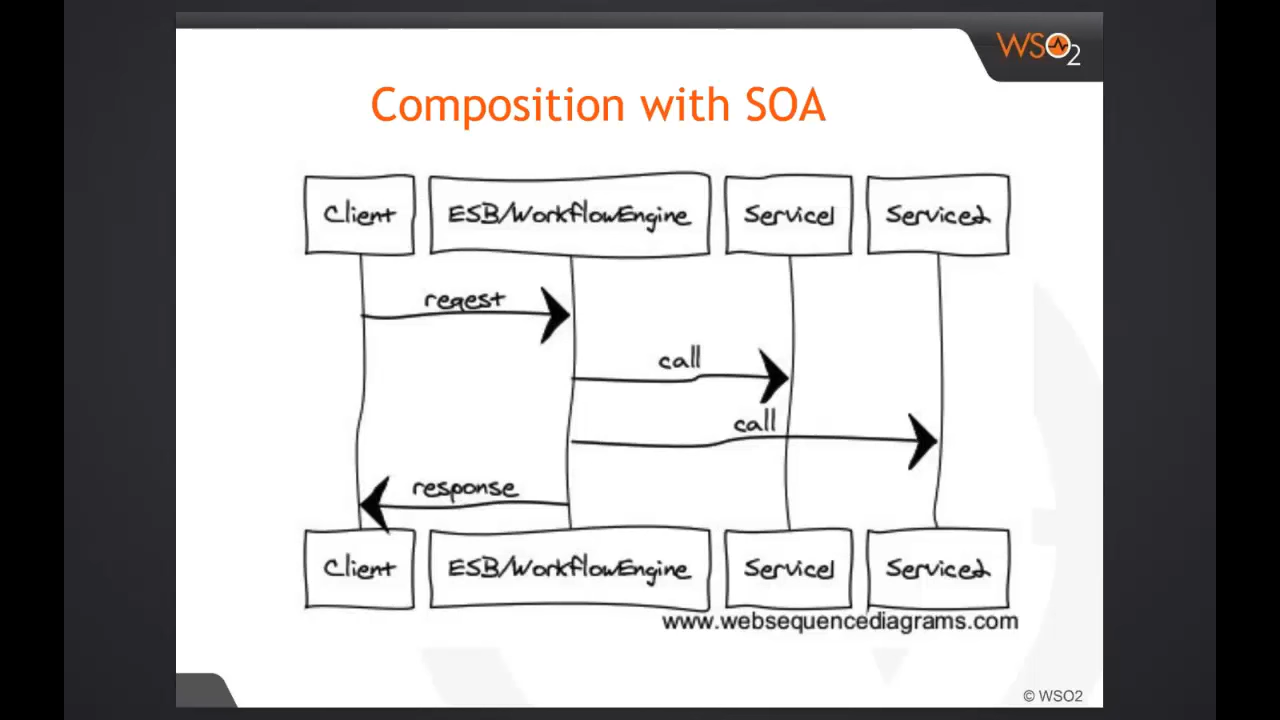 WSO2
Composition with SOA
Client ESB/WorkflowEngine Service1 Service2
reqest
call
call
response
Client ESB/WorkflowEngine Service1 Service2
www.websequencediagrams.com
© WSO2